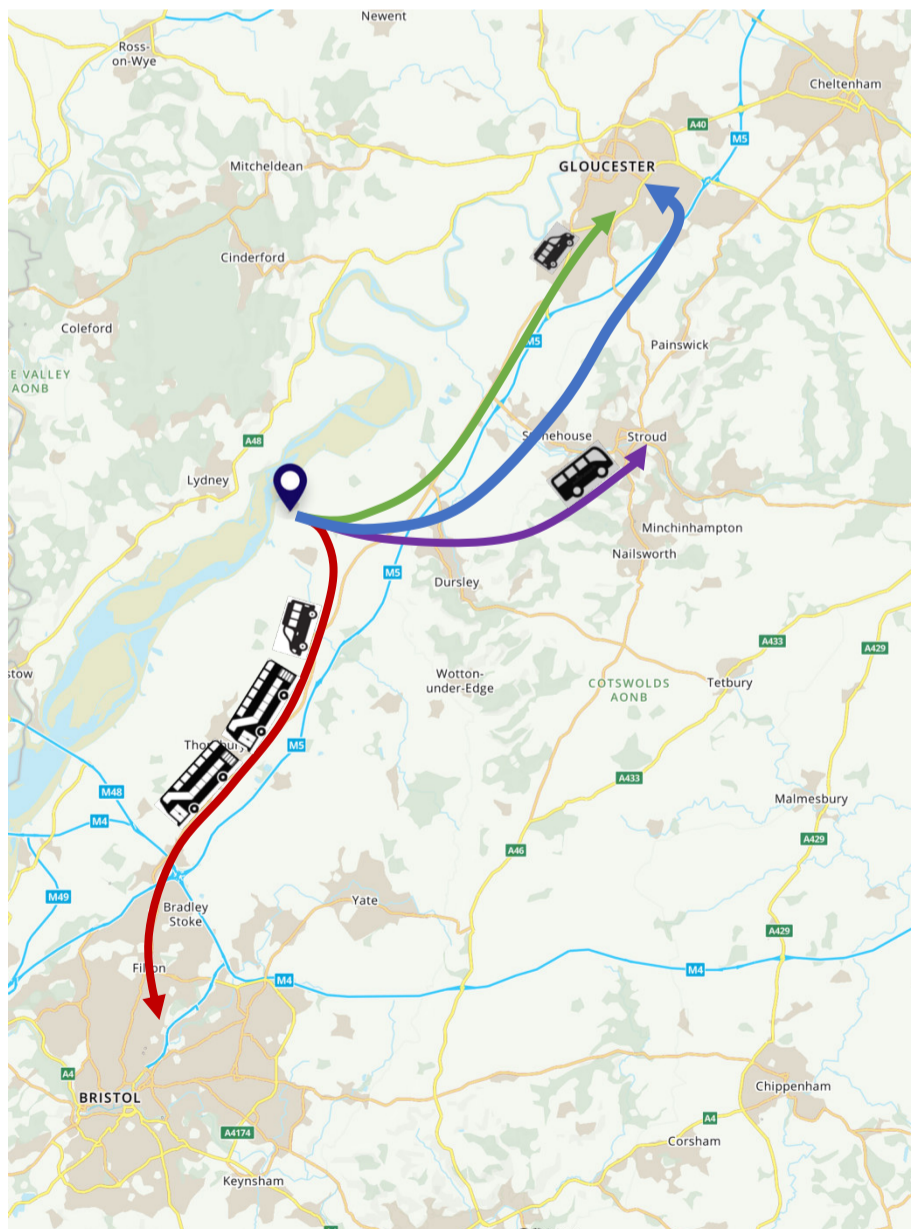 Newent
Ross-
on-Wye
Cheltenham
A40
M5
Mitcheldean
GLOUCESTER
Cinderford
Coleford
M5
Painswick
E VALLEY
AONB
A48
Stonehouse
Stroud
Lydney
Minchinhampton
Nailsworth
M5
Dursley
A433
A429
stow
Wotton-
under-Edge
COTSWOLDS
AONB
Tetbury
Thornbury
M5
A433
M48
Malmesbury
M4
A429
A46
M49
Yate
Bradley
Stoke
A429
Filton
M4
M4
A4
Chippenham
BRISTOL
A4
A4174
Corsham
Keynsham